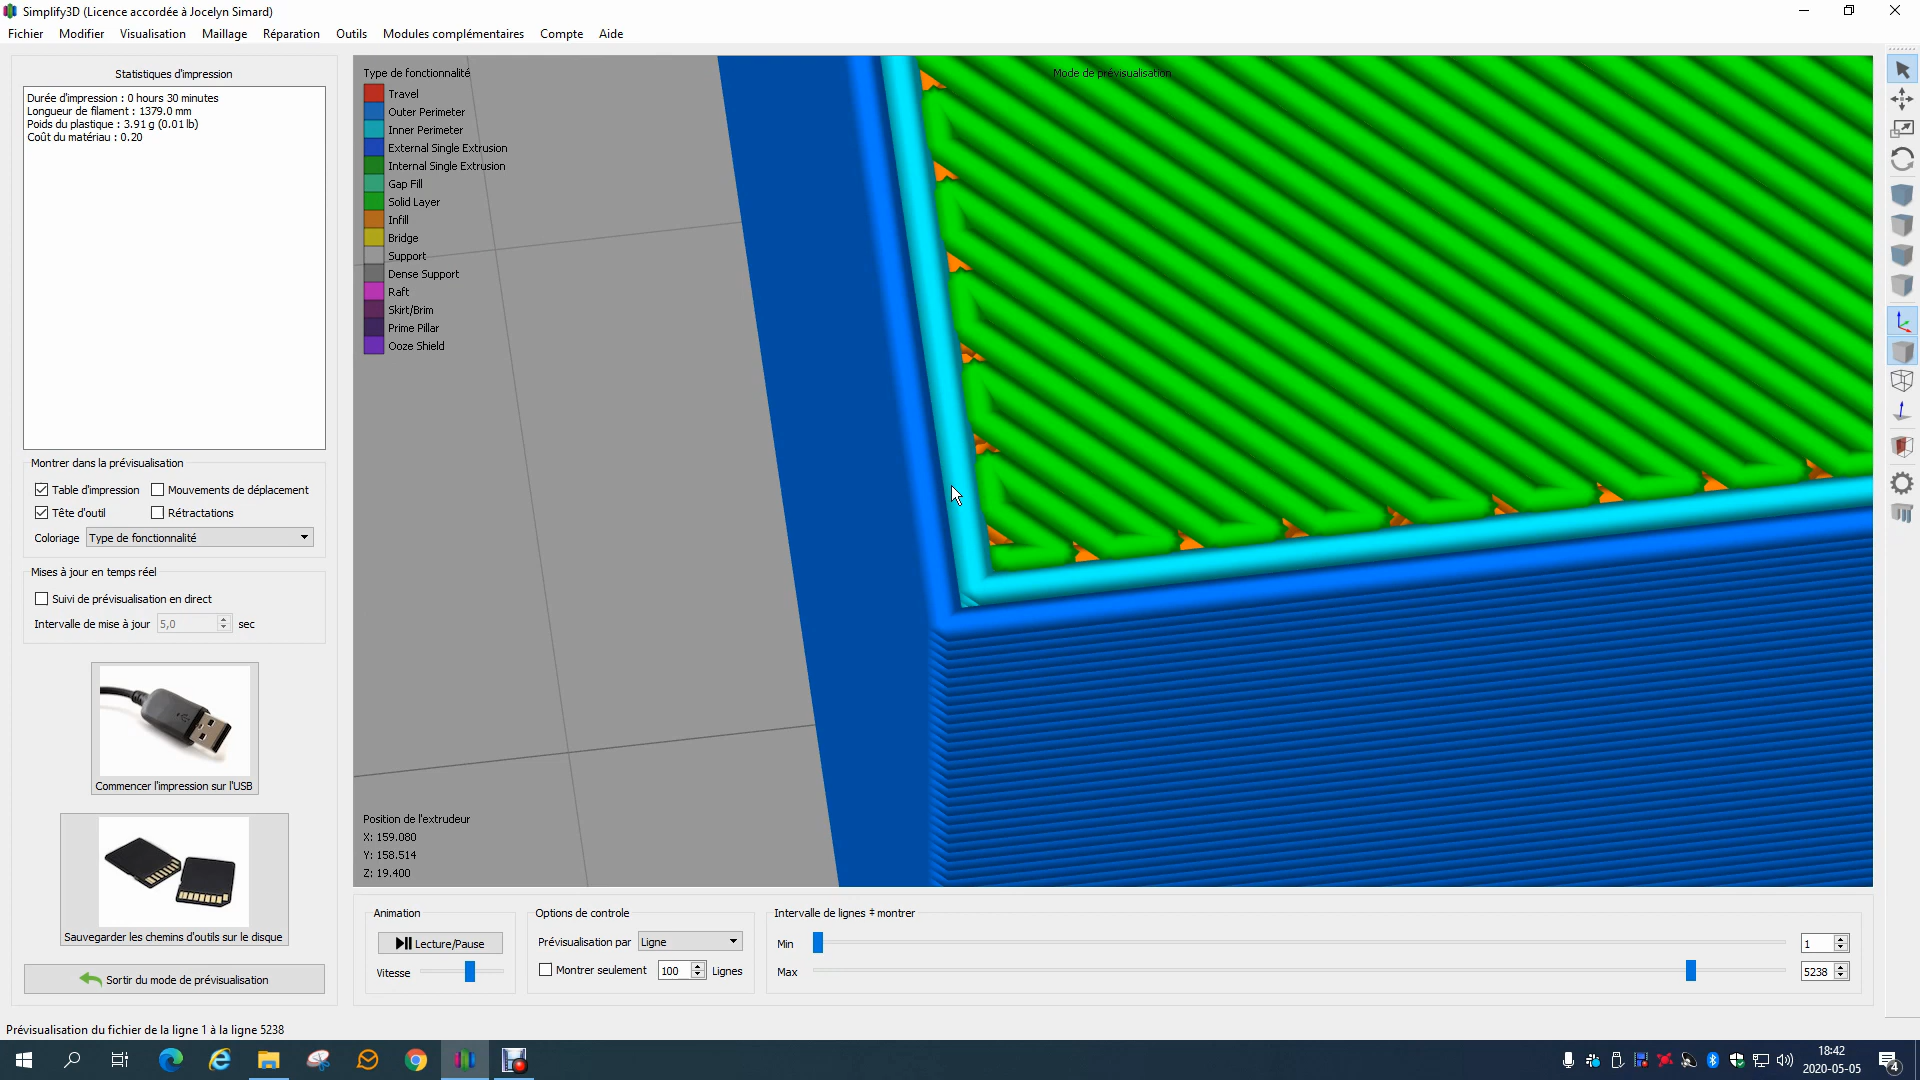 Simplify3D (Licence accordée à Jocelyn Simard)
Fichier Modifier Visualisation Maillage Réparation Outils Modules complémentaires Compte Aide
Statistiques d'impression
Durée d'impression : 0 hours 30 minutes
Longueur de filament : 1379.0 mm
Poids du plastique : 3.91 g (0.01 lb)
Coût du matériau : 0.20
Montrer dans la prévisualisation
Table d'impression Mouvements de déplacement
Tête d'outil Rétractations
Coloriage Type de fonctionnalité
Mises à jour en temps réel
Suivi de prévisualisation en direct
Intervalle de mise à jour 5,0 sec
Commencer l'impression sur l'USB
Sauvegarder les chemins d'outils sur le disque
Sortir du mode de prévisualisation
Type de fonctionnalité
Travel
Outer Perimeter
Inner Perimeter
External Single Extrusion
Internal Single Extrusion
Gap Fill
Solid Layer
Infill
Bridge
Support
Dense Support
Raft
Skirt/Brim
Prime Pillar
Ooze Shield
Mode de prévisualisation
Position de l'extrudeur
X: 159.080
Y: 158.514
Z: 19.400
Animation
Lecture/Pause
Vitesse
Options de controle
Prévisualisation par Ligne
Montrer seulement 100 Lignes
Intervalle de lignes ‡ montrer
Min 1
Max 5238
Prévisualisation du fichier de la ligne 1 à la ligne 5238
18:42
2020-05-05
4